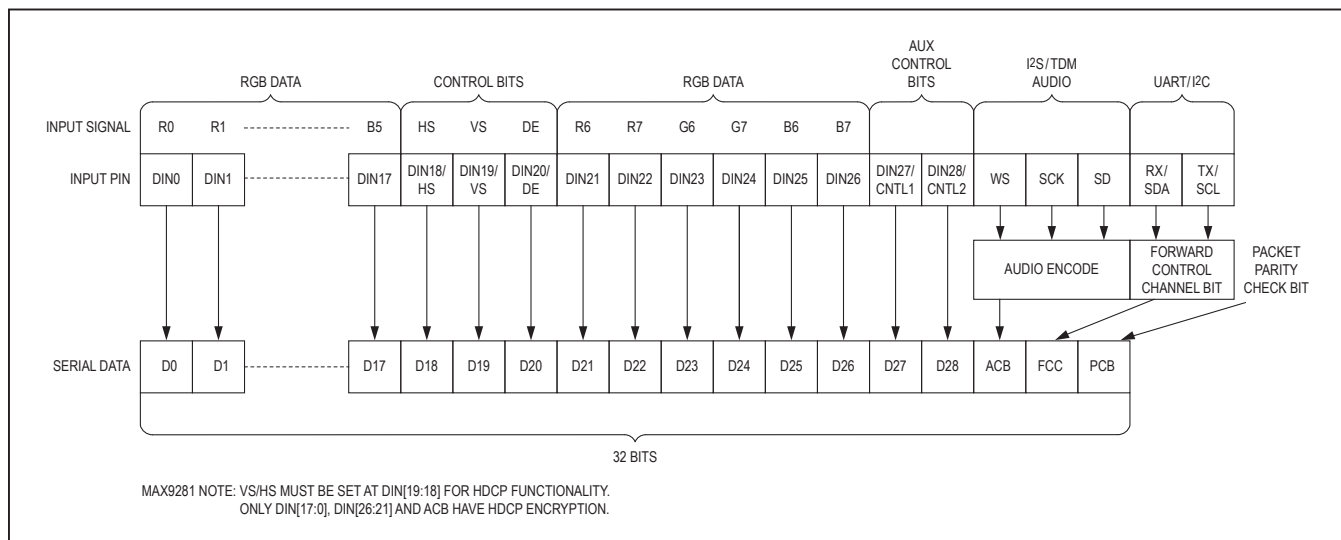 AUX
CONTROL
BITS
I²S/TDM
AUDIO
RGB DATA
CONTROL BITS
RGB DATA
UART/I²C
INPUT SIGNAL R0 R1 B5 HS VS DE R6 R7 G6 G7 B6 B7
INPUT PIN DIN0 DIN1 DIN17 DIN18/ HS DIN19/ VS DIN20/ DE DIN21 DIN22 DIN23 DIN24 DIN25 DIN26 DIN27/ CNTL1 DIN28/ CNTL2 WS SCK SD RX/ SDA TX/ SCL
AUDIO ENCODE
FORWARD
CONTROL
CHANNEL BIT
PACKET
PARITY
CHECK BIT
SERIAL DATA D0 D1 D17 D18 D19 D20 D21 D22 D23 D24 D25 D26 D27 D28 ACB FCC PCB
32 BITS
MAX9281 NOTE: VS/HS MUST BE SET AT DIN[19:18] FOR HDCP FUNCTIONALITY.
ONLY DIN[17:0], DIN[26:21] AND ACB HAVE HDCP ENCRYPTION.